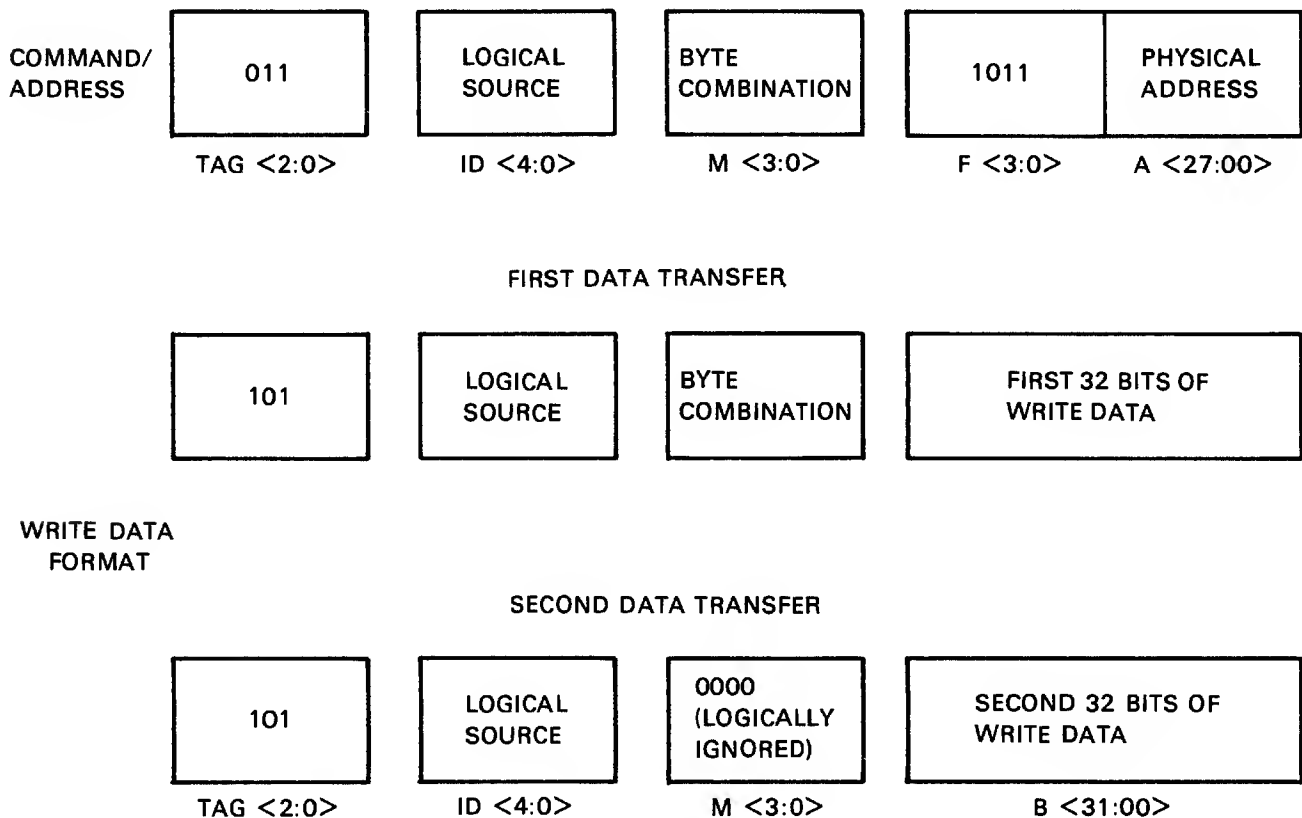 COMMAND/
ADDRESS
011
LOGICAL
SOURCE
BYTE
COMBINATION
1011
PHYSICAL
ADDRESS
TAG <2:0>
ID <4:0>
M <3:0>
F <3:0>
A <27:00>
FIRST DATA TRANSFER
101
LOGICAL
SOURCE
BYTE
COMBINATION
FIRST 32 BITS OF
WRITE DATA
WRITE DATA
FORMAT
SECOND DATA TRANSFER
101
LOGICAL
SOURCE
0000
(LOGICALLY
IGNORED)
SECOND 32 BITS OF
WRITE DATA
TAG <2:0>
ID <4:0>
M <3:0>
B <31:00>